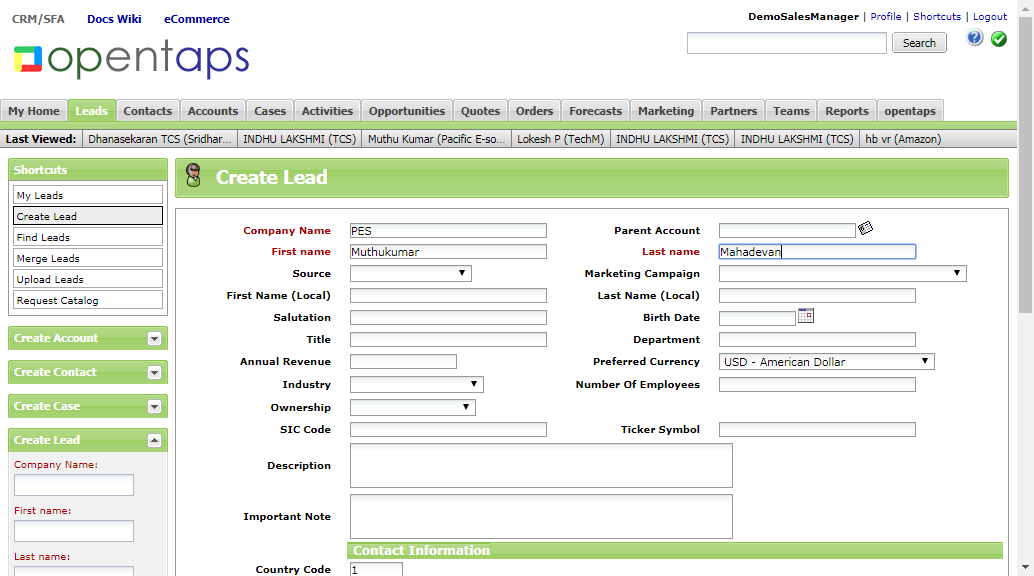 CRM/SFA Docs Wiki eCommerce
DemoSalesManager | Profile | Shortcuts | Logout
opentaps
Search
?
My Home Leads Contacts Accounts Cases Activities Opportunities Quotes Orders Forecasts Marketing Partners Teams Reports opentaps
Last Viewed: Dhanasekaran TCS (Sridhar... INDHU LAKSHMI (TCS) Muthu Kumar (Pacific E-so... Lokesh P (TechM) INDHU LAKSHMI (TCS) INDHU LAKSHMI (TCS) hb vr (Amazon)
Shortcuts
My Leads
Create Lead
Find Leads
Merge Leads
Upload Leads
Request Catalog
Create Account
Create Contact
Create Case
Create Lead
Company Name:
First name:
Last name:
Create Lead
Company Name PES Parent Account
First name Muthukumar Last name Mahadevan
Source Marketing Campaign
First Name (Local) Last Name (Local)
Salutation Birth Date
Title Department
Annual Revenue Preferred Currency USD - American Dollar
Industry Number Of Employees
Ownership
SIC Code Ticker Symbol
Description
Important Note
Contact Information
Country Code 1